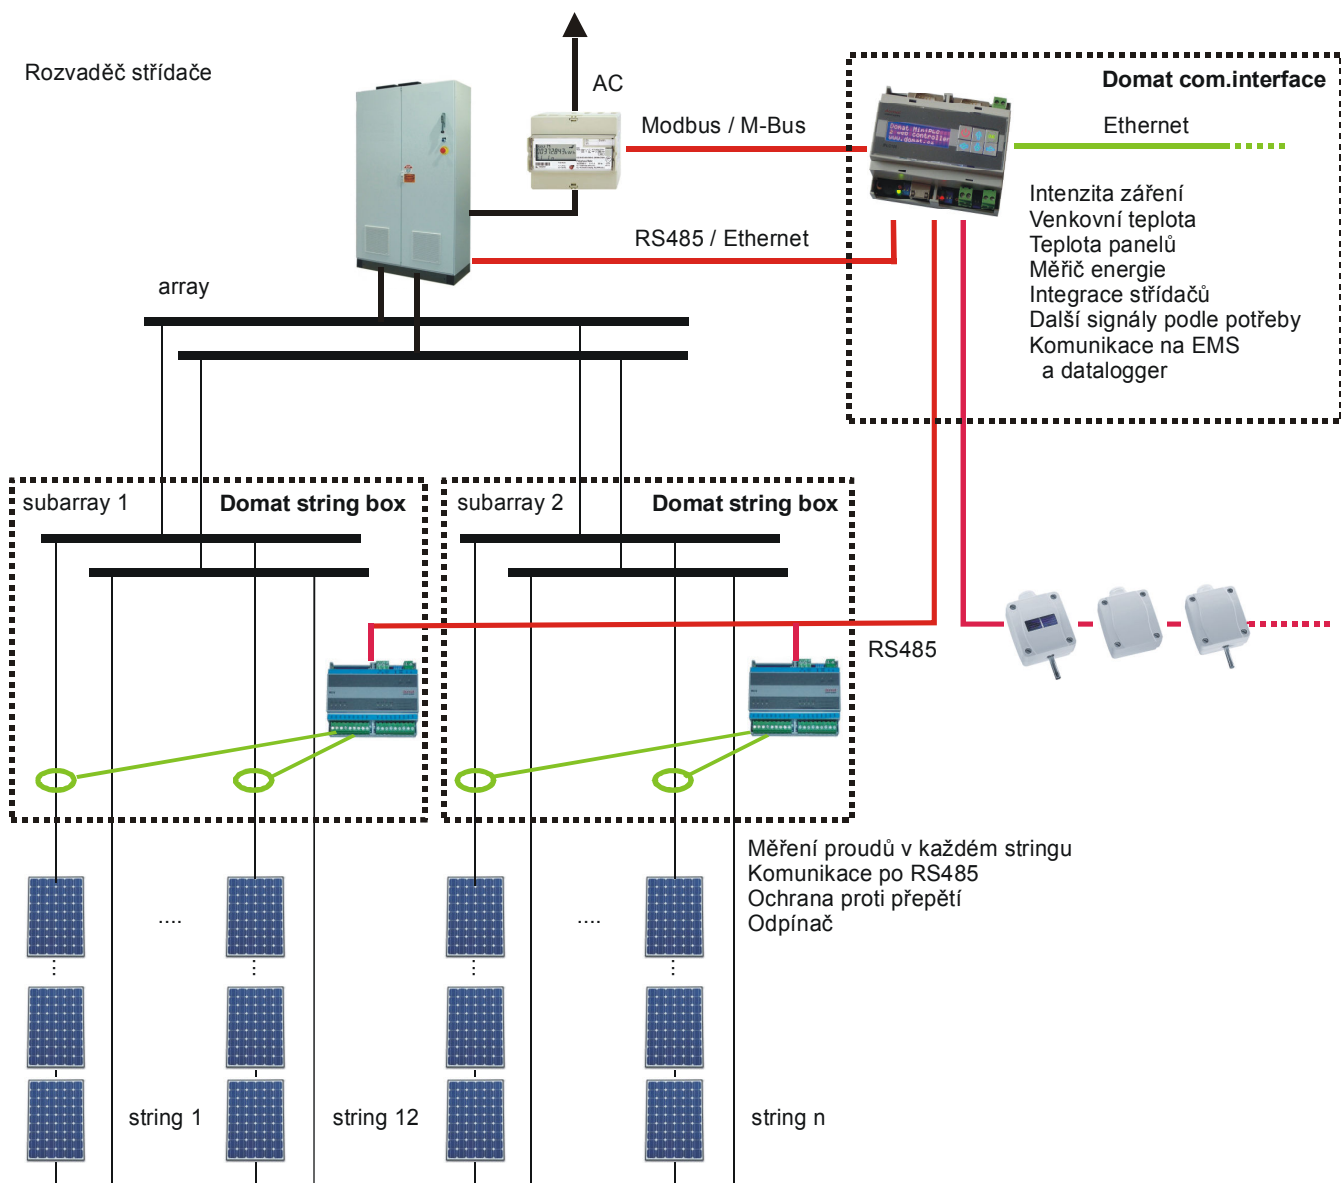 Rozvaděč střídače
AC
Domat com.interface
Modbus / M-Bus
Ethernet
Intenzita záření
Venkovní teplota
Teplota panelů
Měřič energie
Integrace střídačů
Další signály podle potřeby
Komunikace na EMS
a datalogger
RS485 / Ethernet
array
subarray 1
Domat string box
subarray 2
Domat string box
RS485
Měření proudů v každém stringu
Komunikace po RS485
Ochrana proti přepětí
Odpínač
....
....
string 1
string 12
string n